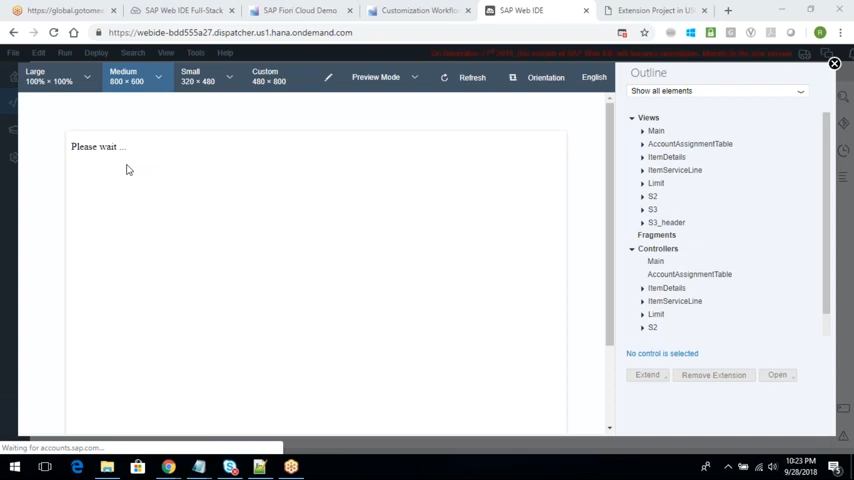 https://global.gotomee
SAP Web IDE Full-Stack
SAP Fiori Cloud Demo
Customization Workflow
SAP Web IDE
Extension Project in US
https://webide-bdd555a27.dispatcher.us1.hana.ondemand.com
File Edit Run Deploy Search View Tools Help
Large
100% × 100%
Medium
800 × 600
Small
320 × 480
Custom
480 × 800
Preview Mode
Refresh
Orientation
English
Outline
Show all elements
Please wait ...
Views
Main
AccountAssignmentTable
ItemDetails
ItemServiceLine
Limit
S2
S3
S3_header
Fragments
Controllers
Main
AccountAssignmentTable
ItemDetails
ItemServiceLine
Limit
S2
No control is selected
Extend
Remove Extension
Open
Waiting for accounts.sap.com...
10:23 PM
9/28/2018